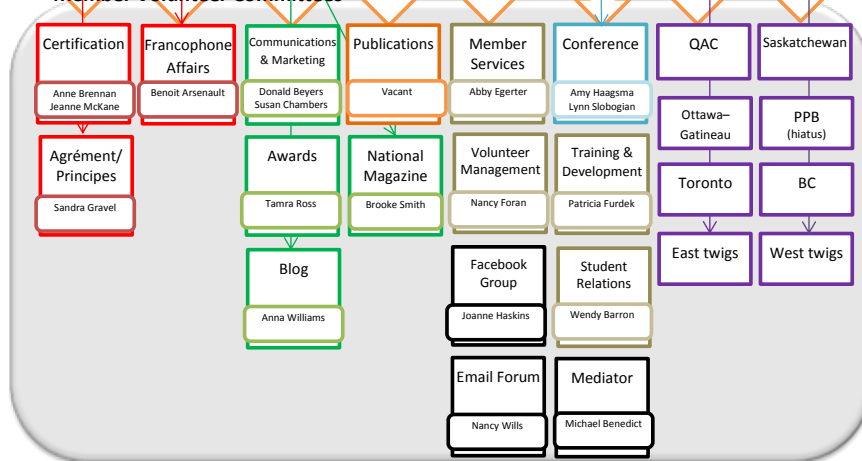 Member Volunteer Committees
Certification
Anne Brennan
Jeanne McKane
Francophone
Affairs
Benoit Arsenault
Communications
& Marketing
Donald Beyers
Susan Chambers
Publications
Vacant
Member
Services
Abby Egerter
Conference
Amy Haagsma
Lynn Slobogian
QAC
Saskatchewan
Agrément/
Principes
Sandra Gravel
Awards
Tamra Ross
National
Magazine
Brooke Smith
Volunteer
Management
Nancy Foran
Training &
Development
Patricia Furdek
Ottawa–
Gatineau
PPB
(hiatus)
Toronto
BC
Blog
Anna Williams
Facebook
Group
Joanne Haskins
Student
Relations
Wendy Barron
East twigs
West twigs
Email Forum
Nancy Wills
Mediator
Michael Benedict